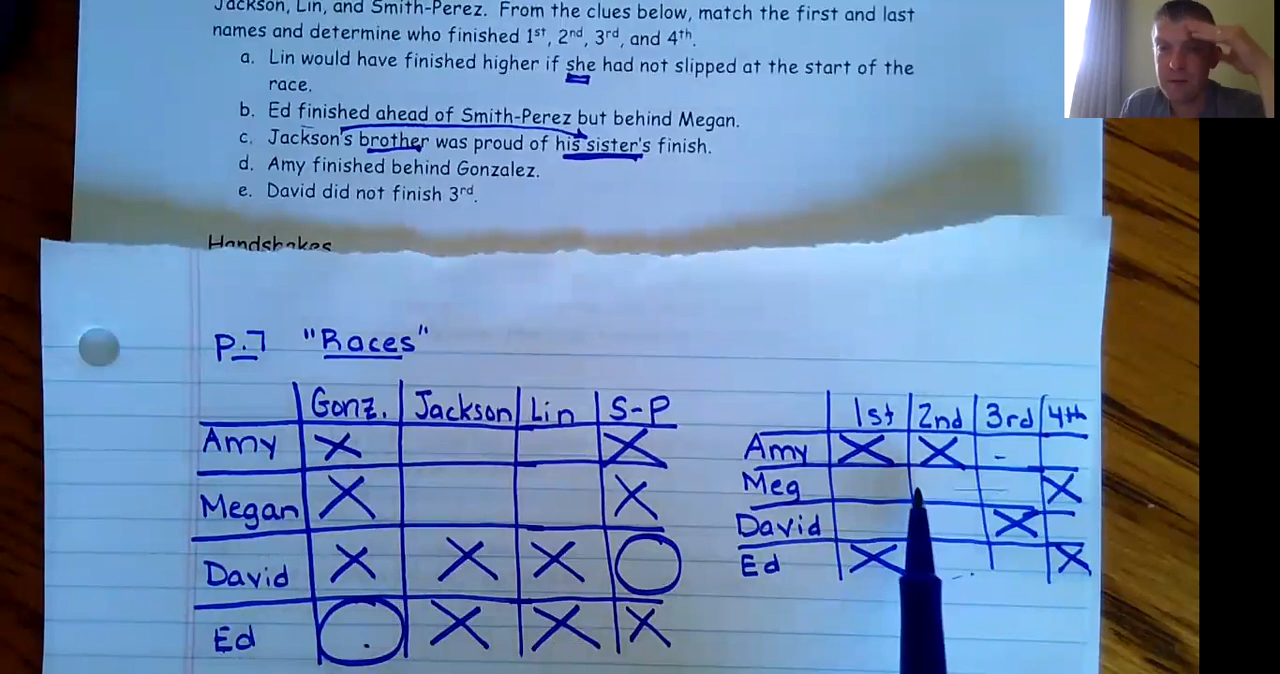 Jackson, Lin, and Smith-Perez. From the clues below, match the first and last
names and determine who finished 1st, 2nd, 3rd, and 4th.
a. Lin would have finished higher if she had not slipped at the start of the
race.
b. Ed finished ahead of Smith-Perez but behind Megan.
c. Jackson's brother was proud of his sister's finish.
d. Amy finished behind Gonzalez.
e. David did not finish 3rd.
Handshakes
P.7 "Races"
Gonz. Jackson Lin S-P
Amy X X
Megan X X
David X X X O
Ed O X X X
1st 2nd 3rd 4th
Amy X X -
Meg X
David X
Ed X X